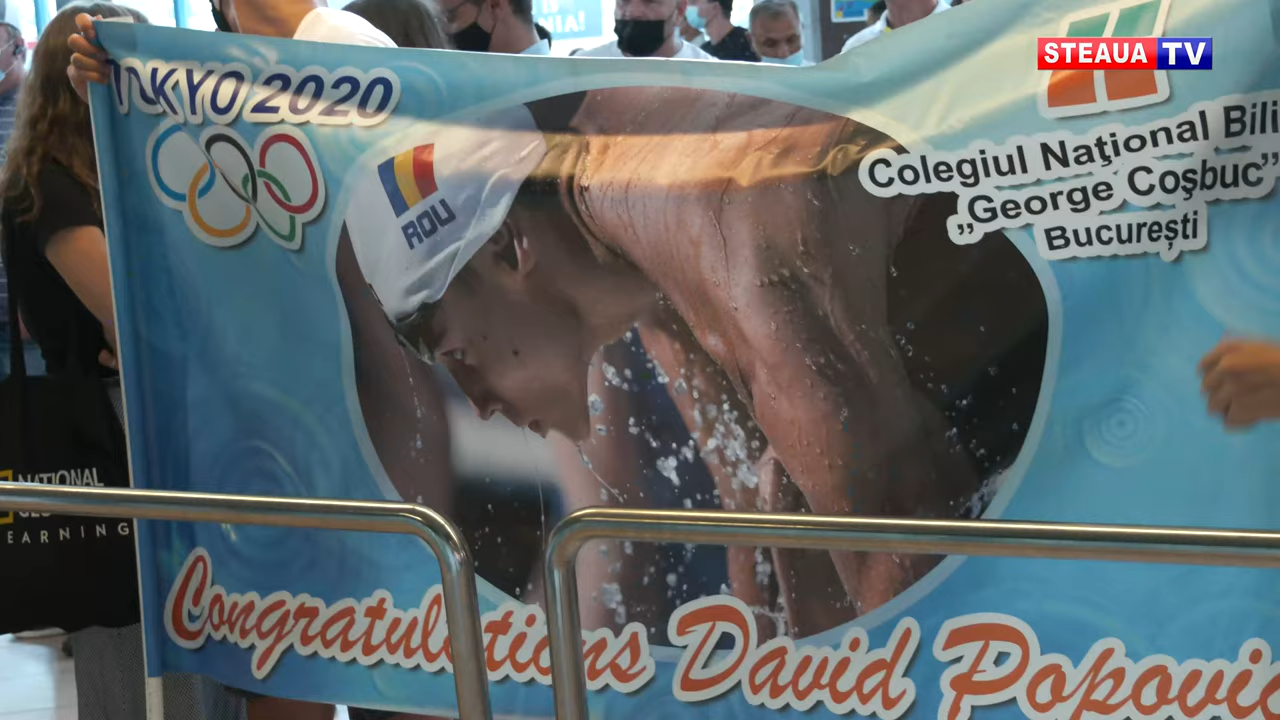 STEAUA TV
TOKYO 2020
ROU
Colegiul Naţional Bili
„George Coşbuc”
Bucureşti
NATIONAL
EARNING
Congratulations David Popovic